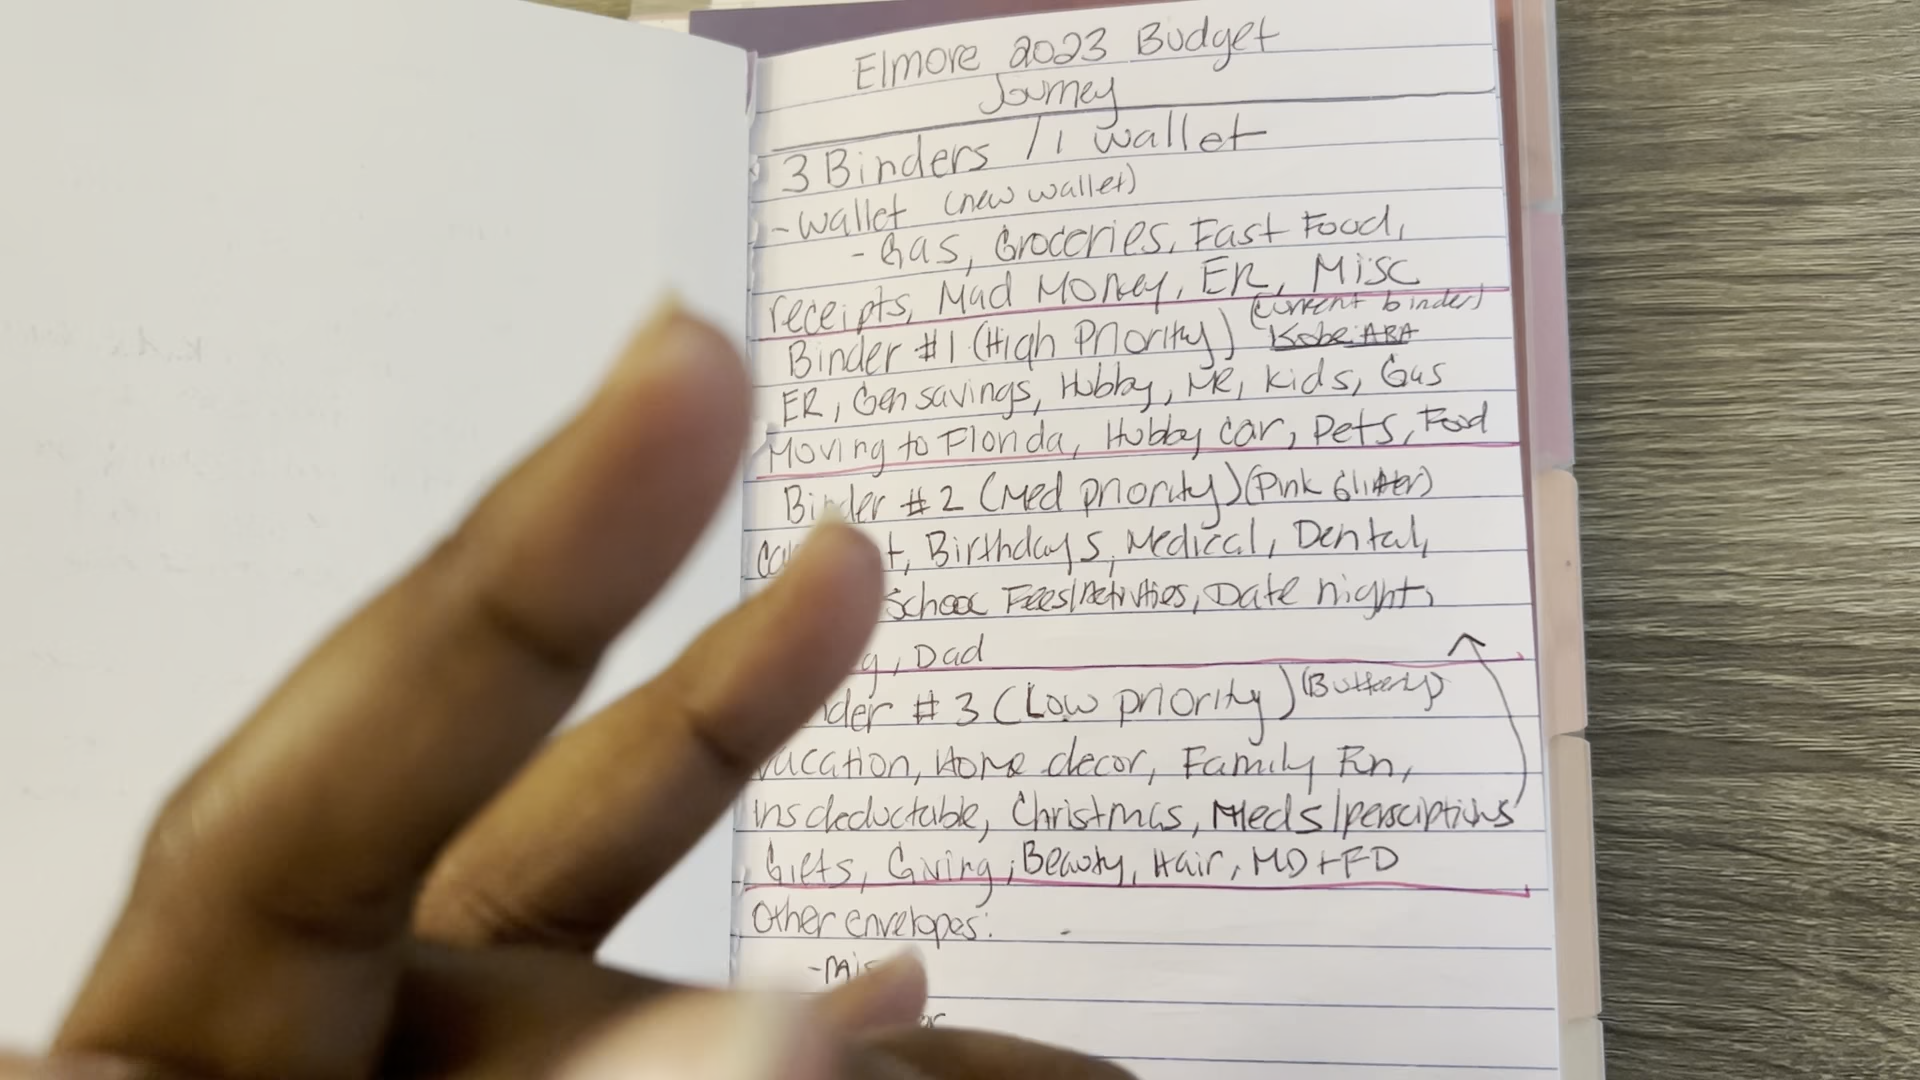 Elmore 2023 Budget
Journey
3 Binders / 1 wallet
- Wallet (new wallet)
- Gas, Groceries, Fast Food,
receipts, Mad Money, ER, Misc
(current binder)
Binder #1 (High Priority)
ER, Gen savings, Hubby, MR, Kids, Gas
Moving to Florida, Hubby car, Pets, Food
Binder #2 (Med priority) (Pink Glitter)
Birthdays, Medical, Dental,
School Fees/Activities, Date night,
Dad
#3 (Low priority) (Butterfly)
Vacation, Home decor, Family Fun,
Ins deductable, Christmas, Meds/persciptions
Gifts, Giving, Beauty, Hair, MD+FD
Other envelopes: